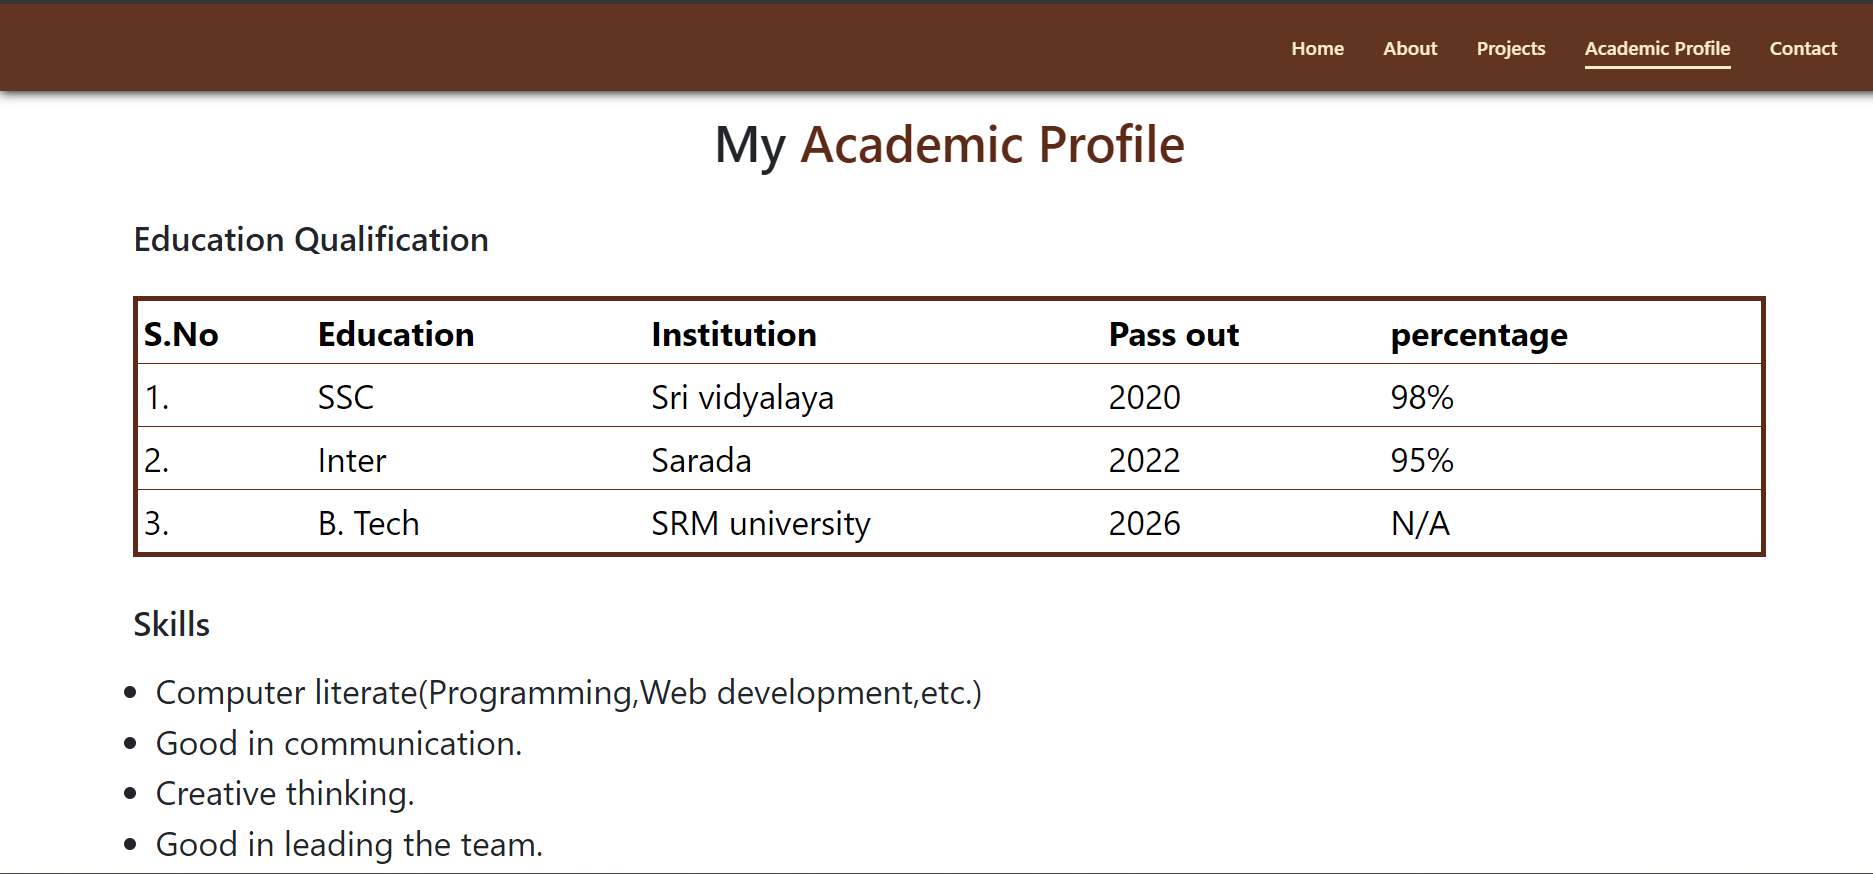 Home About Projects Academic Profile Contact
My Academic Profile
Education Qualification
S.No Education Institution Pass out percentage
1. SSC Sri vidyalaya 2020 98%
2. Inter Sarada 2022 95%
3. B. Tech SRM university 2026 N/A
Skills
Computer literate(Programming,Web development,etc.)
Good in communication.
Creative thinking.
Good in leading the team.